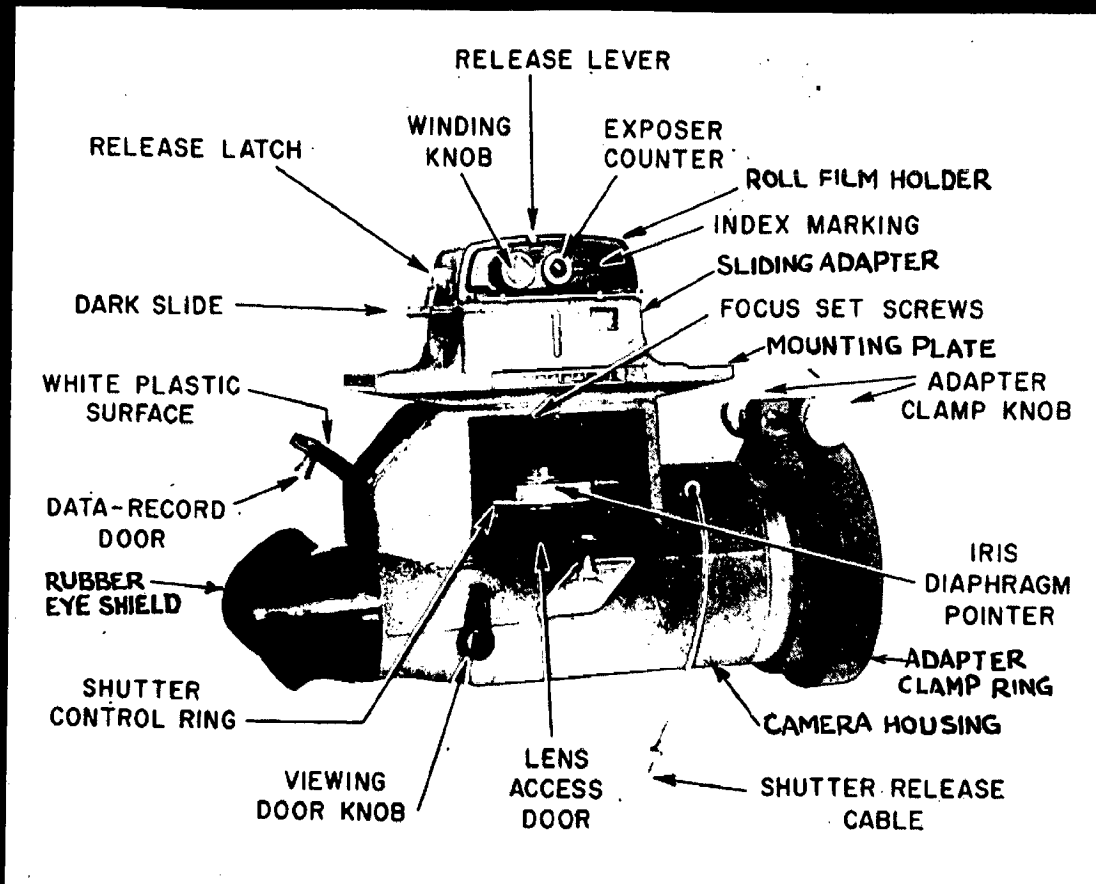 RELEASE LEVER
WINDING
KNOB
EXPOSER
COUNTER
RELEASE LATCH
ROLL FILM HOLDER
INDEX MARKING
SLIDING ADAPTER
DARK SLIDE
FOCUS SET SCREWS
MOUNTING PLATE
WHITE PLASTIC
SURFACE
ADAPTER
CLAMP KNOB
DATA-RECORD
DOOR
IRIS
DIAPHRAGM
POINTER
RUBBER
EYE SHIELD
ADAPTER
CLAMP RING
SHUTTER
CONTROL RING
CAMERA HOUSING
VIEWING
DOOR KNOB
LENS
ACCESS
DOOR
SHUTTER RELEASE
CABLE